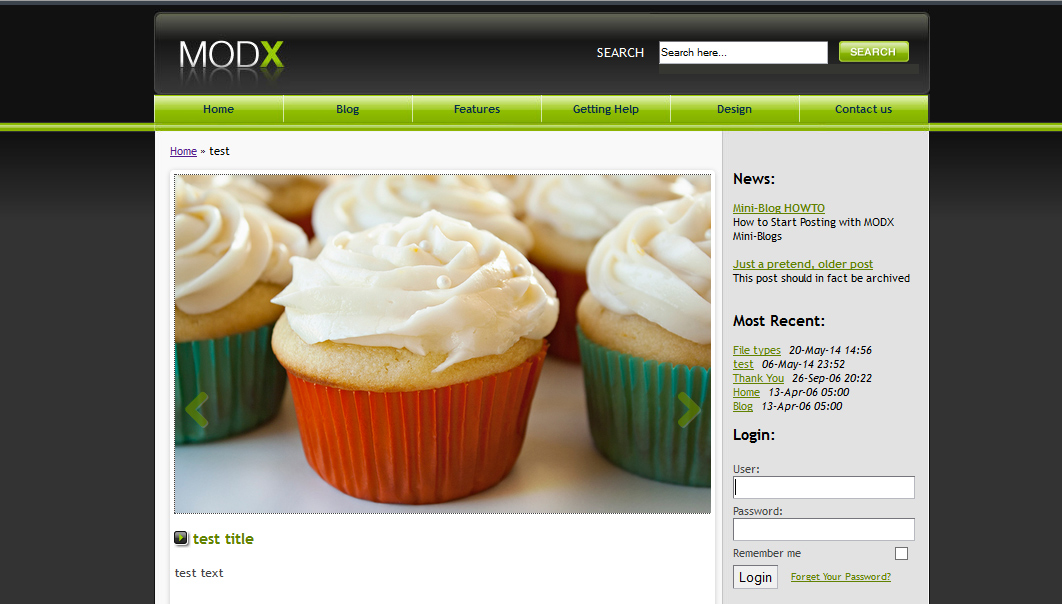 MODX
SEARCH Search here... SEARCH
Home Blog Features Getting Help Design Contact us
Home » test
test title
test text
News:
Mini-Blog HOWTO
How to Start Posting with MODX
Mini-Blogs
Just a pretend, older post
This post should in fact be archived
Most Recent:
File types 20-May-14 14:56
test 06-May-14 23:52
Thank You 26-Sep-06 20:22
Home 13-Apr-06 05:00
Blog 13-Apr-06 05:00
Login:
User:
Password:
Remember me
Login Forget Your Password?